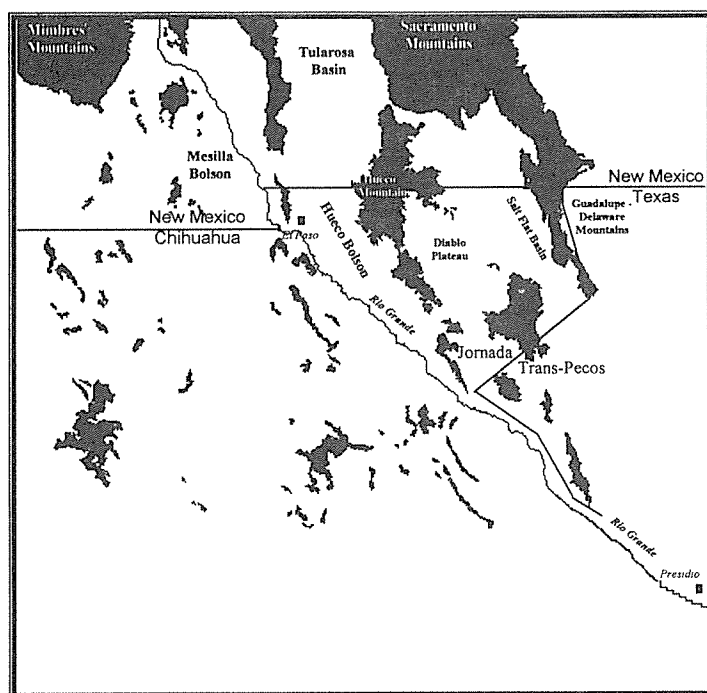 Mimbres
Mountains
Tularosa
Basin
Sacramento
Mountains
Mesilla
Bolson
Hueco
Mountain
New Mexico
Texas
New Mexico
Chihuahua
El Paso
Hueco Bolson
Diablo
Plateau
Salt Flat Basin
Guadalupe -
Delaware
Mountains
Rio Grande
Jornada
Trans-Pecos
Rio Grande
Presidio